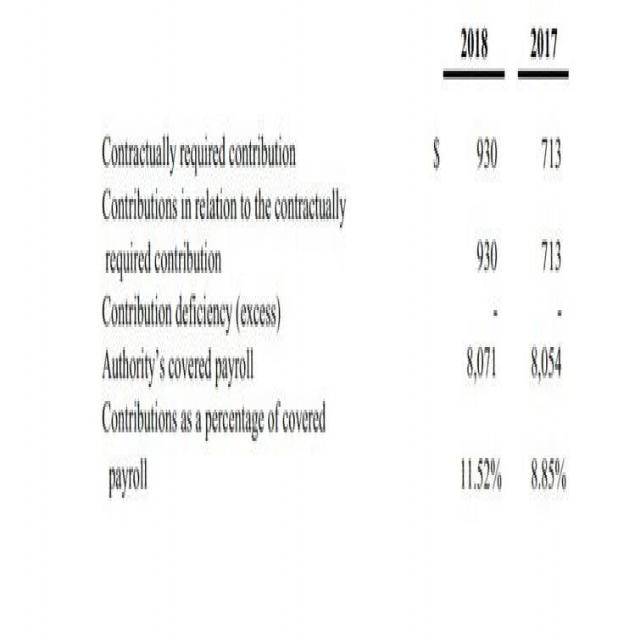 2018 2017
Contractually required contribution $ 930 713
Contributions in relation to the contractually
required contribution 930 713
Contribution deficiency (excess) - -
Authority's covered payroll 8,071 8,054
Contributions as a percentage of covered
payroll 11.52% 8.85%